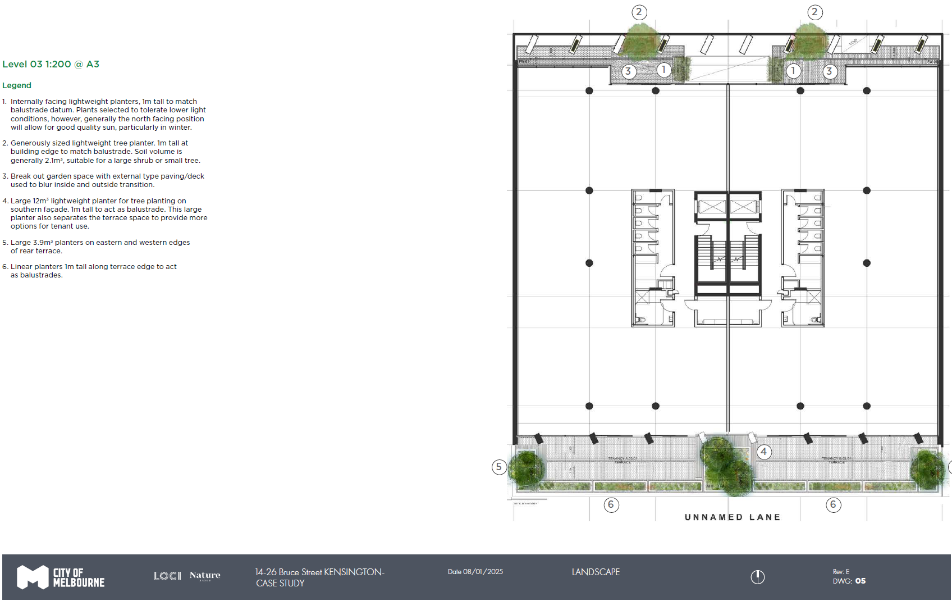 2
2
Level 03 1:200 @ A3
Legend
1. Internally facing lightweight planters, 1m tall to match
balustrade datum. Plants selected to tolerate lower light
conditions, however, generally the north facing position
will allow for good quality sun, particularly in winter.
2. Generously sized lightweight tree planter. 1m tall at
building edge to match balustrade. Soil volume is
generally 2.1m³, suitable for a large shrub or small tree.
3. Break out garden space with external type paving/deck
used to blur inside and outside transition.
4. Large 12m³ lightweight planter for tree planting on
southern façade. 1m tall to act as balustrade. This large
planter also separates the terrace space to provide more
options for tenant use.
5. Large 3.9m³ planters on eastern and western edges
of rear terrace.
6. Linear planters 1m tall along terrace edge to act
as balustrades.
3
1
1
3
4
5
6
6
UNNAMED LANE
CITY OF
MELBOURNE
LOCI
Nature
14-26 Bruce Street KENSINGTON-
CASE STUDY
Date 08/01/2025
LANDSCAPE
Rev. E
DWG: 05